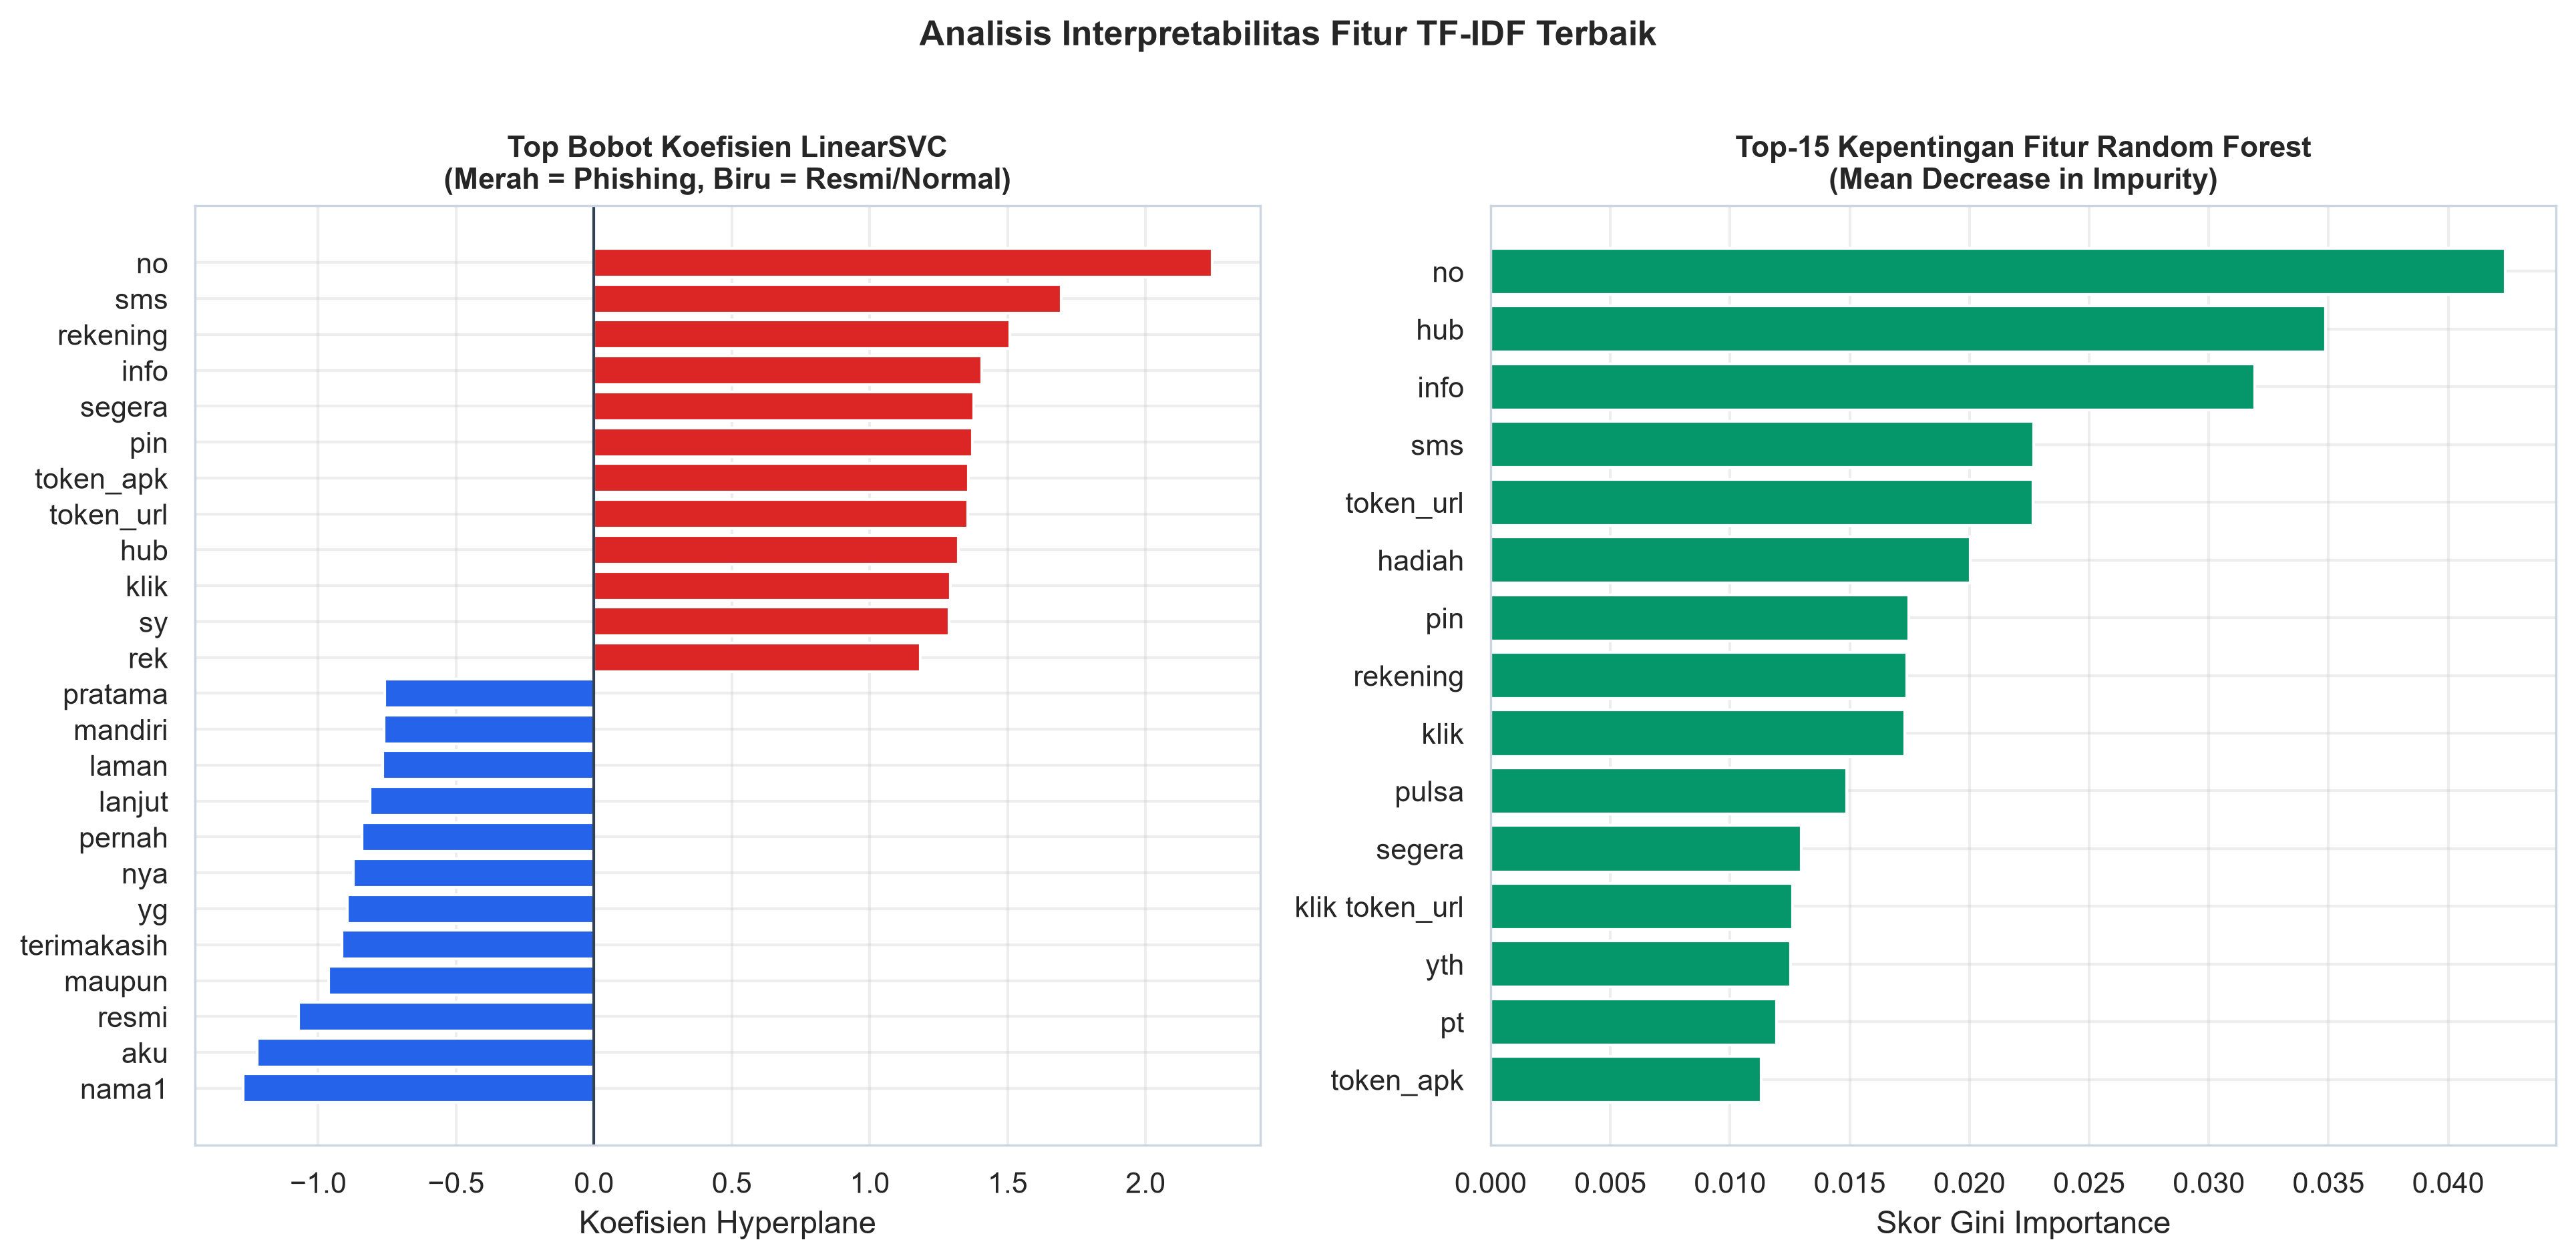 Analisis Interpretabilitas Fitur TF-IDF Terbaik
Top Bobot Koefisien LinearSVC
(Merah = Phishing, Biru = Resmi/Normal)
no
sms
rekening
info
segera
pin
token_apk
token_url
hub
klik
sy
rek
pratama
mandiri
laman
lanjut
pernah
nya
yg
terimakasih
maupun
resmi
aku
nama1
−1.0 −0.5 0.0 0.5 1.0 1.5 2.0
Koefisien Hyperplane
Top-15 Kepentingan Fitur Random Forest
(Mean Decrease in Impurity)
no
hub
info
sms
token_url
hadiah
pin
rekening
klik
pulsa
segera
klik token_url
yth
pt
token_apk
0.000 0.005 0.010 0.015 0.020 0.025 0.030 0.035 0.040
Skor Gini Importance